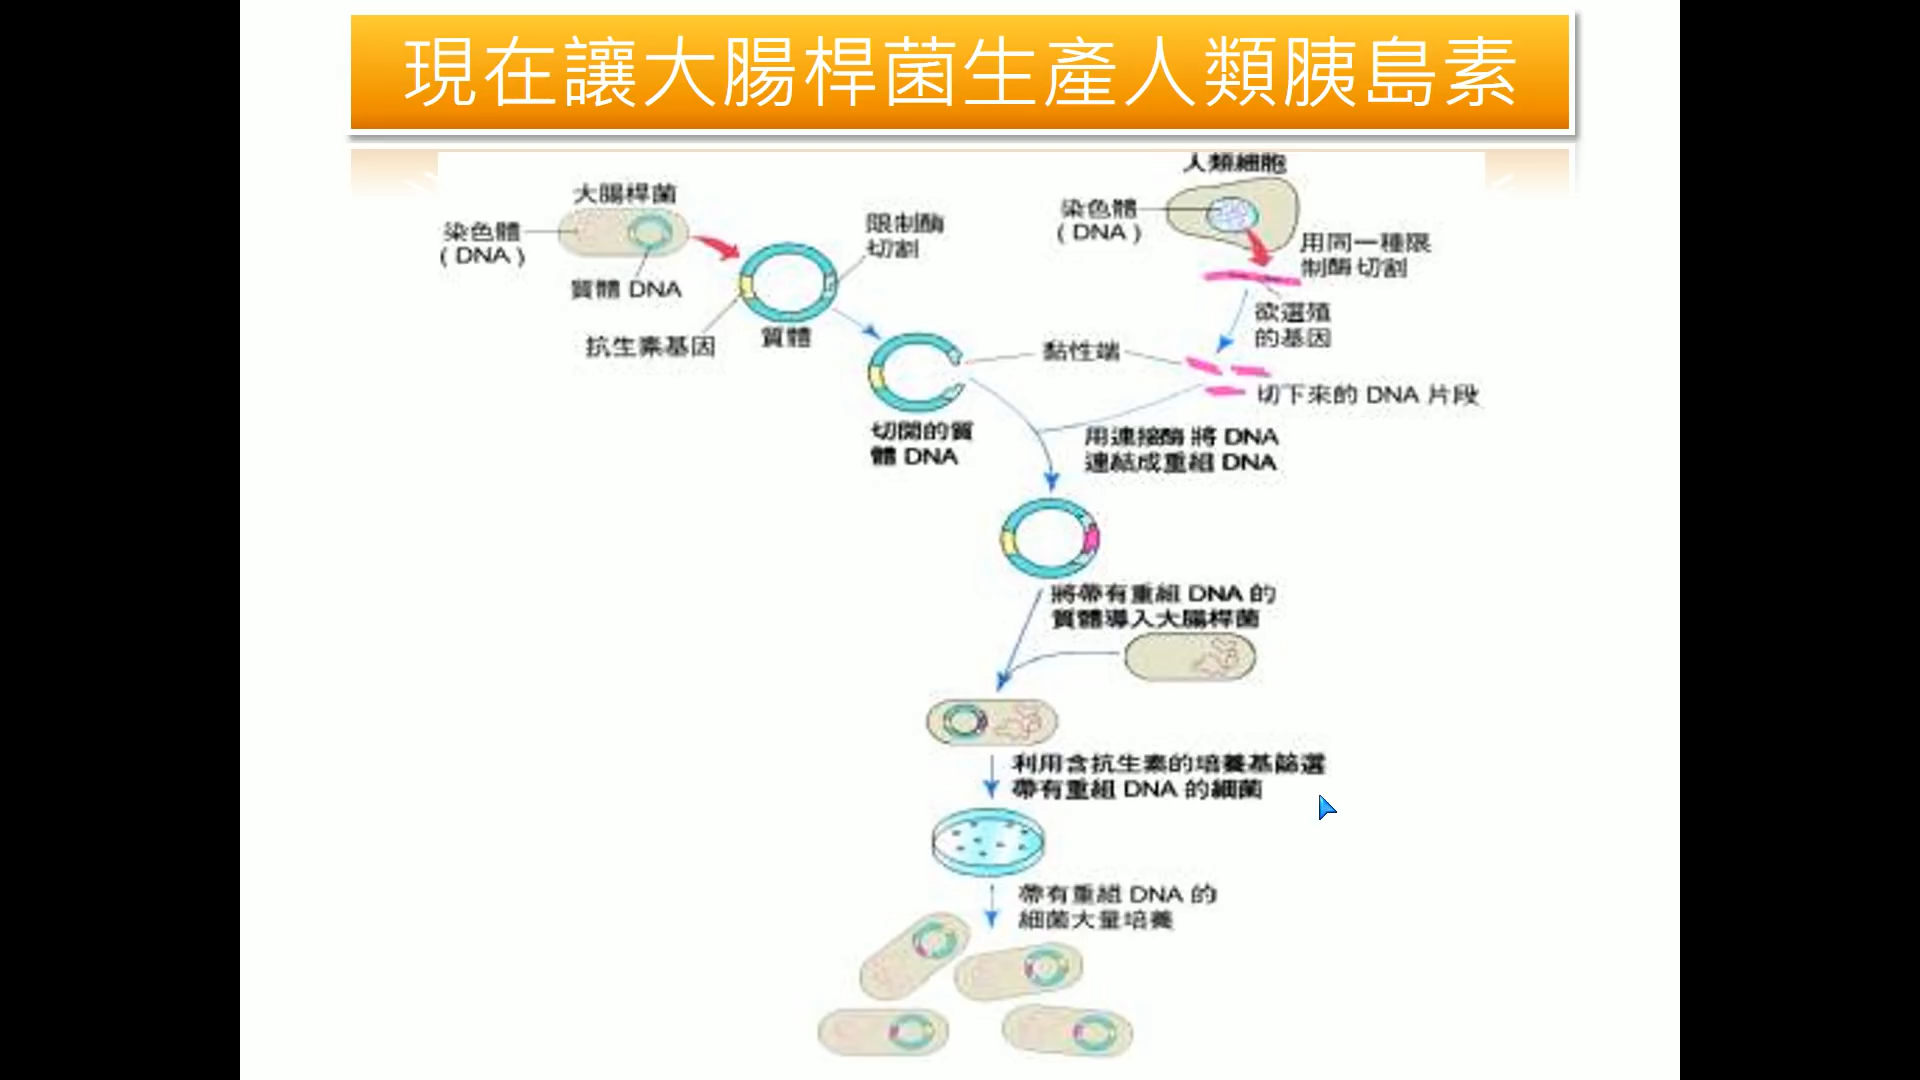 現在讓大腸桿菌生產人類胰島素
人類細胞
大腸桿菌
染色體
(DNA)
質體 DNA
抗生素基因
質體
限制酶
切割
染色體
(DNA)
用同一種限
制酶切割
欲選殖
的基因
黏性端
切下來的 DNA 片段
切開的質
體 DNA
用連接酶將 DNA
連結成重組 DNA
將帶有重組 DNA 的
質體導入大腸桿菌
利用含抗生素的培養基篩選
帶有重組 DNA 的細菌
帶有重組 DNA 的
細菌大量培養